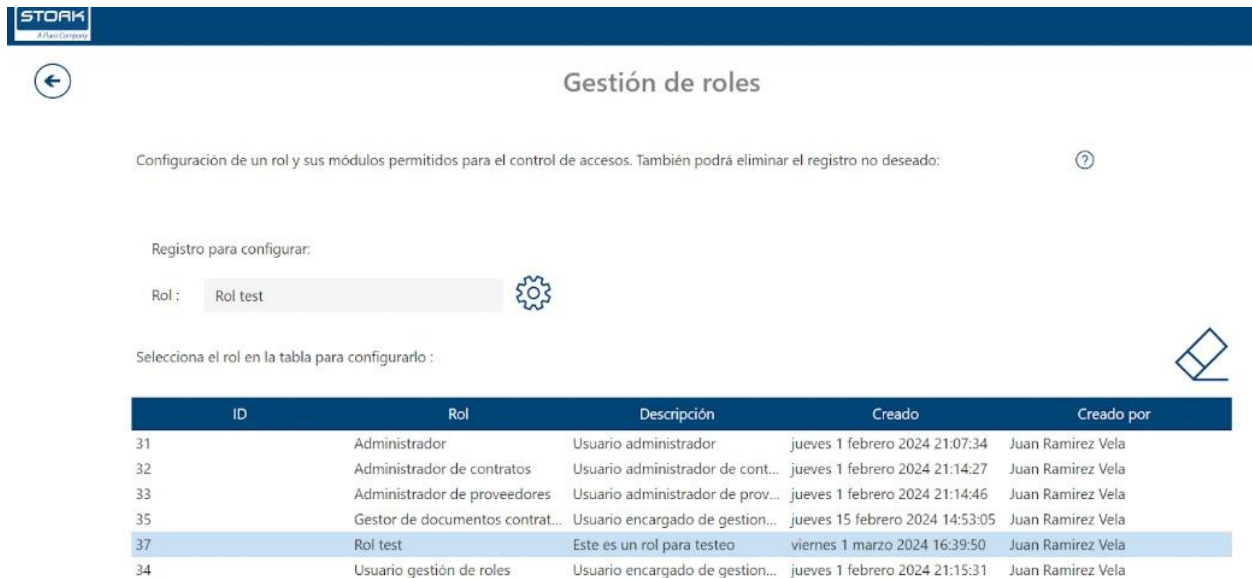 STORK
A Fluor Company
Gestión de roles
Configuración de un rol y sus módulos permitidos para el control de accesos. También podrá eliminar el registro no deseado:
?
Registro para configurar:
Rol : Rol test
Selecciona el rol en la tabla para configurarlo :
ID Rol Descripción Creado Creado por
31 Administrador Usuario administrador jueves 1 febrero 2024 21:07:34 Juan Ramirez Vela
32 Administrador de contratos Usuario administrador de cont... jueves 1 febrero 2024 21:14:27 Juan Ramirez Vela
33 Administrador de proveedores Usuario administrador de prov... jueves 1 febrero 2024 21:14:46 Juan Ramirez Vela
35 Gestor de documentos contrat... Usuario encargado de gestion... jueves 15 febrero 2024 14:53:05 Juan Ramirez Vela
37 Rol test Este es un rol para testeo viernes 1 marzo 2024 16:39:50 Juan Ramirez Vela
34 Usuario gestión de roles Usuario encargado de gestion... jueves 1 febrero 2024 21:15:31 Juan Ramirez Vela